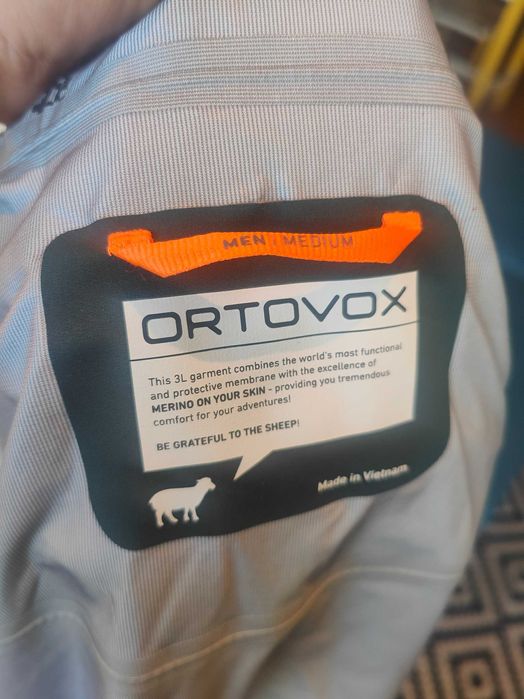 MEN / MEDIUM
ORTOVOX
This 3L garment combines the world's most functional
and protective membrane with the excellence of
MERINO ON YOUR SKIN - providing you tremendous
comfort for your adventures!
BE GRATEFUL TO THE SHEEP!
Made in Vietnam